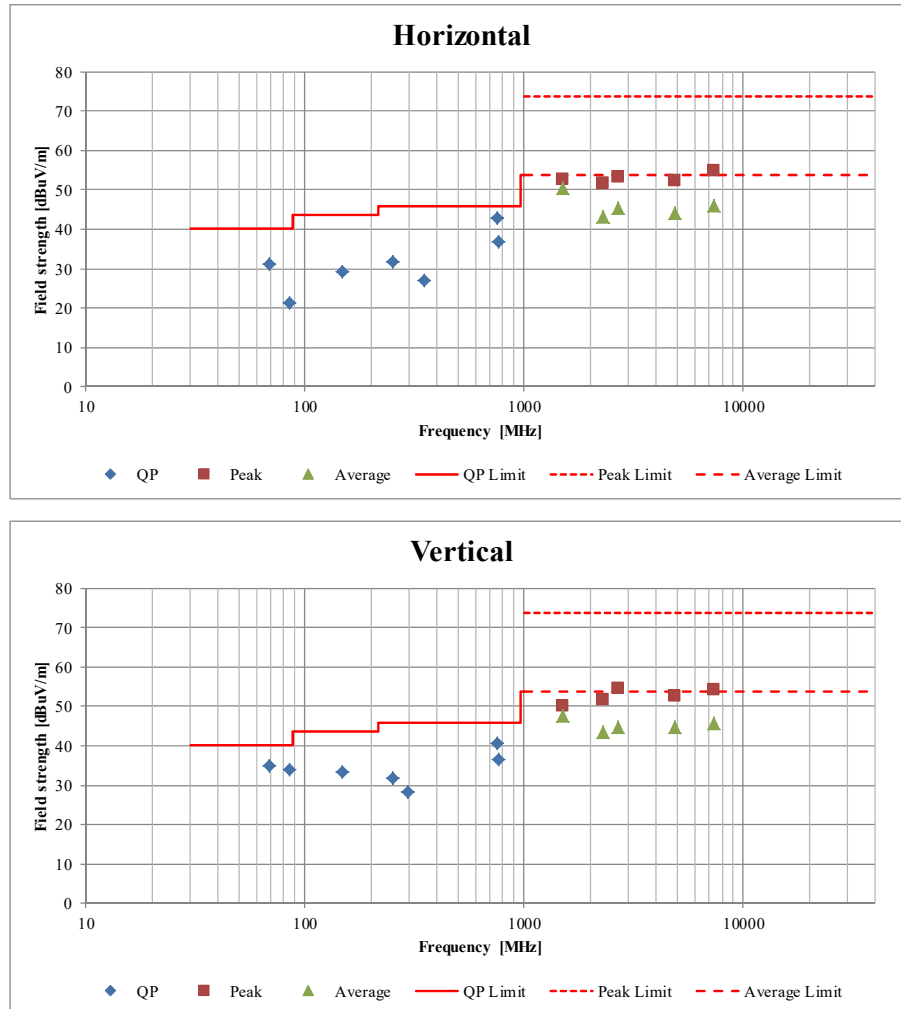 Horizontal
Field strength [dBuV/m]
80
70
60
50
40
30
20
10
0
10 100 1000 10000
Frequency [MHz]
QP Peak Average QP Limit Peak Limit Average Limit
Vertical
Field strength [dBuV/m]
80
70
60
50
40
30
20
10
0
10 100 1000 10000
Frequency [MHz]
QP Peak Average QP Limit Peak Limit Average Limit